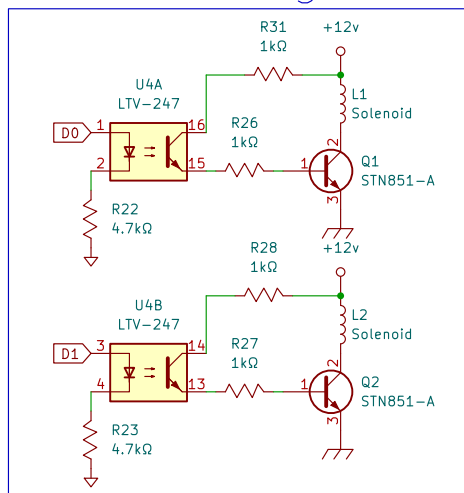 R31
1kΩ
+12v
U4A
LTV-247
L1
Solenoid
D0
1
16
R26
1kΩ
2
2
15
1
Q1
STN851-A
3
R22
4.7kΩ
R28
1kΩ
+12v
U4B
LTV-247
L2
Solenoid
D1
3
14
R27
1kΩ
2
4
13
1
Q2
STN851-A
3
R23
4.7kΩ